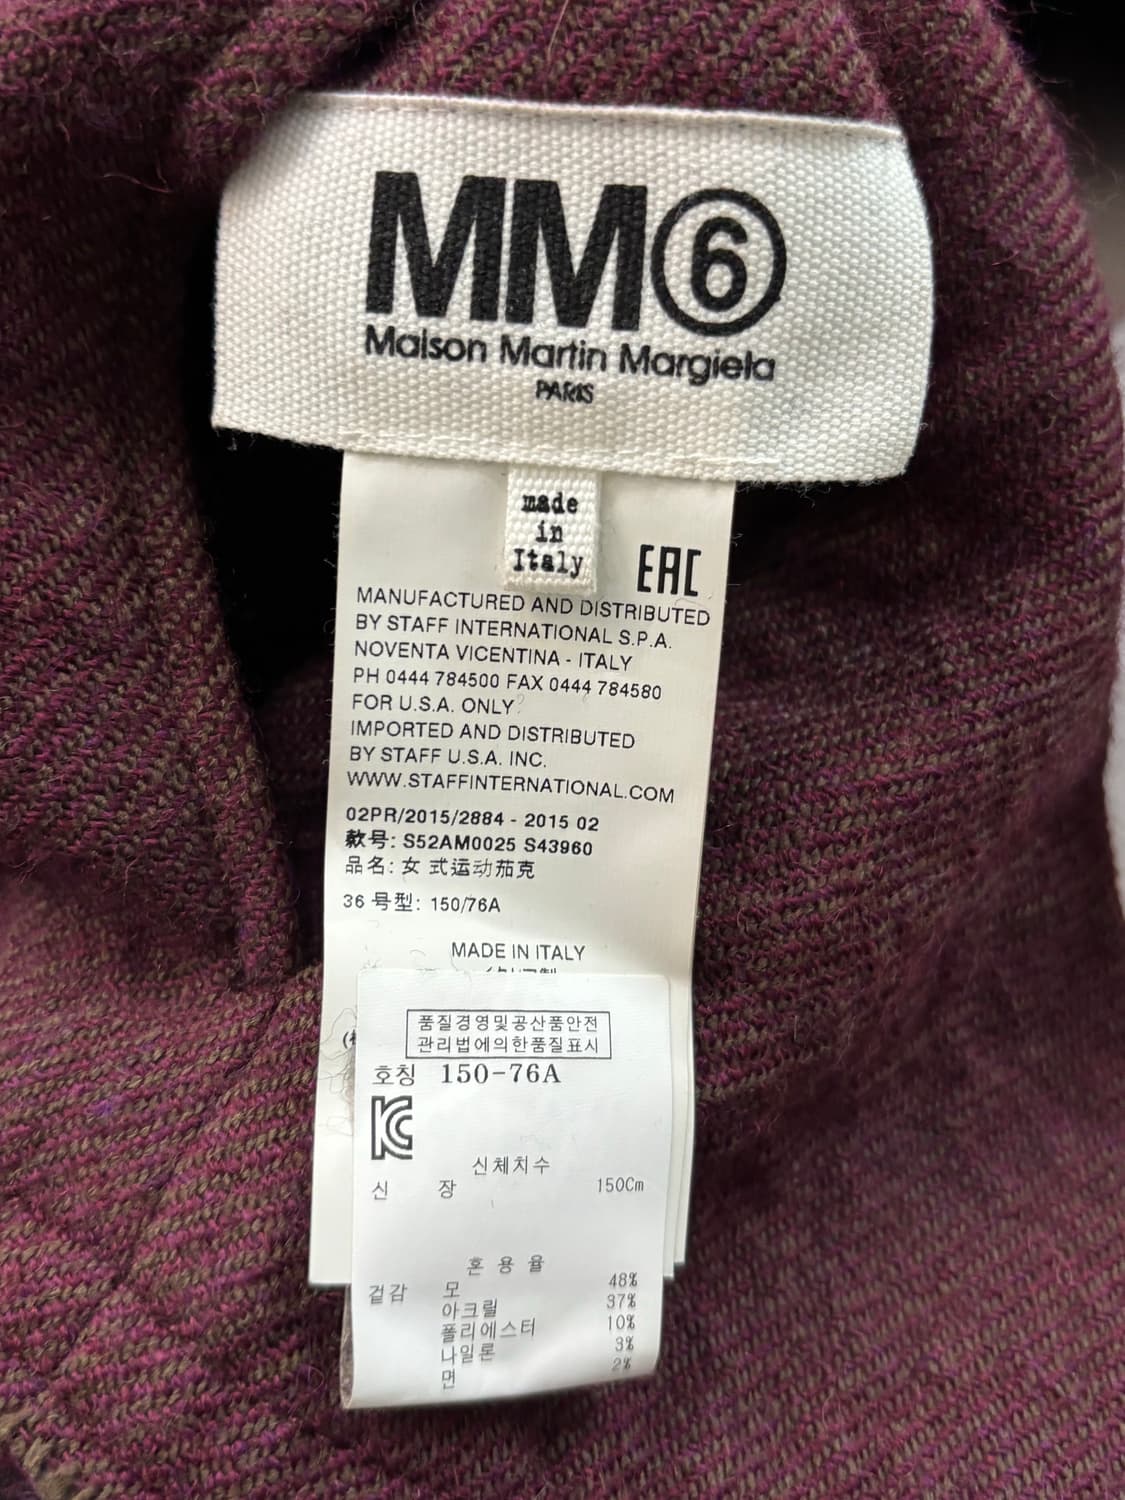 MM⑥
Maison Martin Margiela
PARIS
made
in
Italy
EAC
MANUFACTURED AND DISTRIBUTED
BY STAFF INTERNATIONAL S.P.A.
NOVENTA VICENTINA - ITALY
PH 0444 784500 FAX 0444 784580
FOR U.S.A. ONLY
IMPORTED AND DISTRIBUTED
BY STAFF U.S.A. INC.
WWW.STAFFINTERNATIONAL.COM
02PR/2015/2884 - 2015 02
款号: S52AM0025 S43960
品名: 女 式运动茄克
36 号型: 150/76A
MADE IN ITALY
품질경영및공산품안전
관리법에의한품질표시
호칭 150-76A
KC
신체치수
신 장 150Cm
혼 용 율
겉감 모 48%
아크릴 37%
폴리에스터 10%
나일론 3%
면 2%